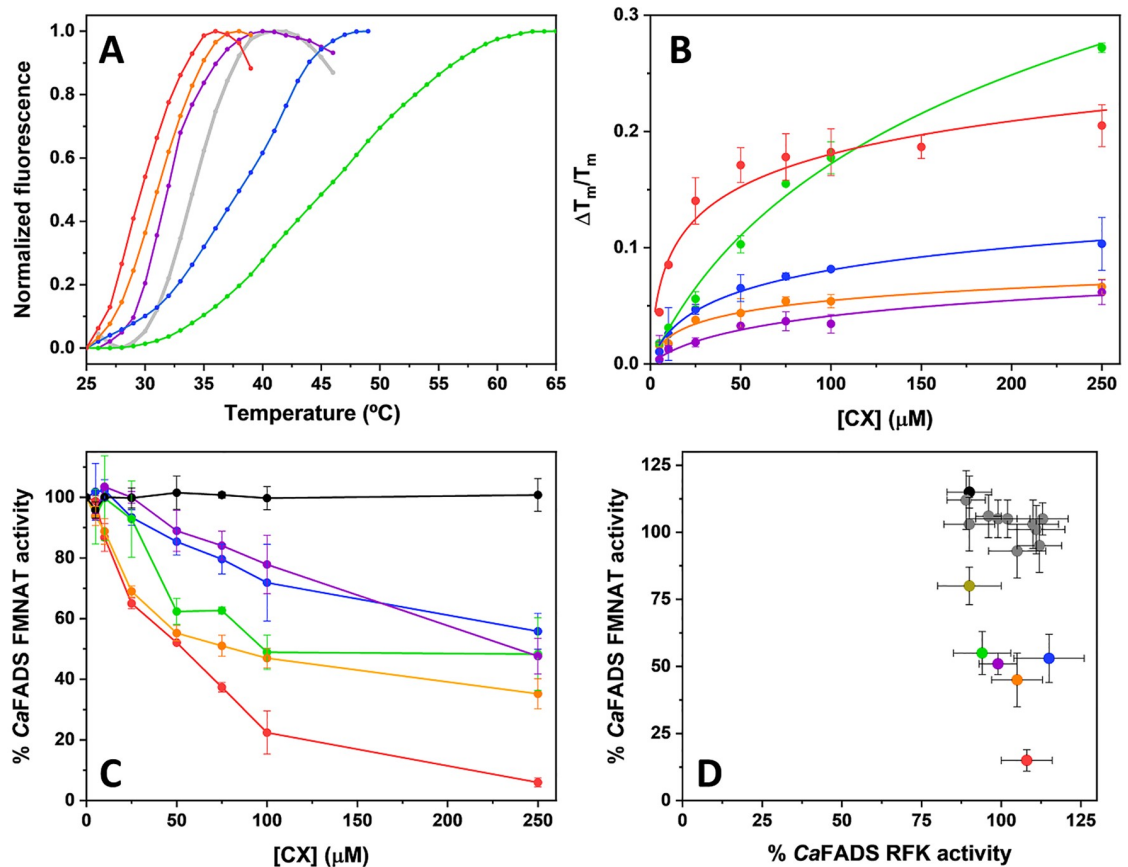 A
Normalized fluorescence
1.0
0.8
0.6
0.4
0.2
0.0
25 30 35 40 45 50 55 60 65
Temperature (ºC)
B
ΔTm/Tm
0.3
0.2
0.1
0.0
0 50 100 150 200 250
[CX] (μM)
C
% CaFADS FMNAT activity
100
80
60
40
20
0
0 50 100 150 200 250
[CX] (μM)
D
% CaFADS FMNAT activity
125
100
75
50
25
0
0 25 50 75 100 125
% CaFADS RFK activity